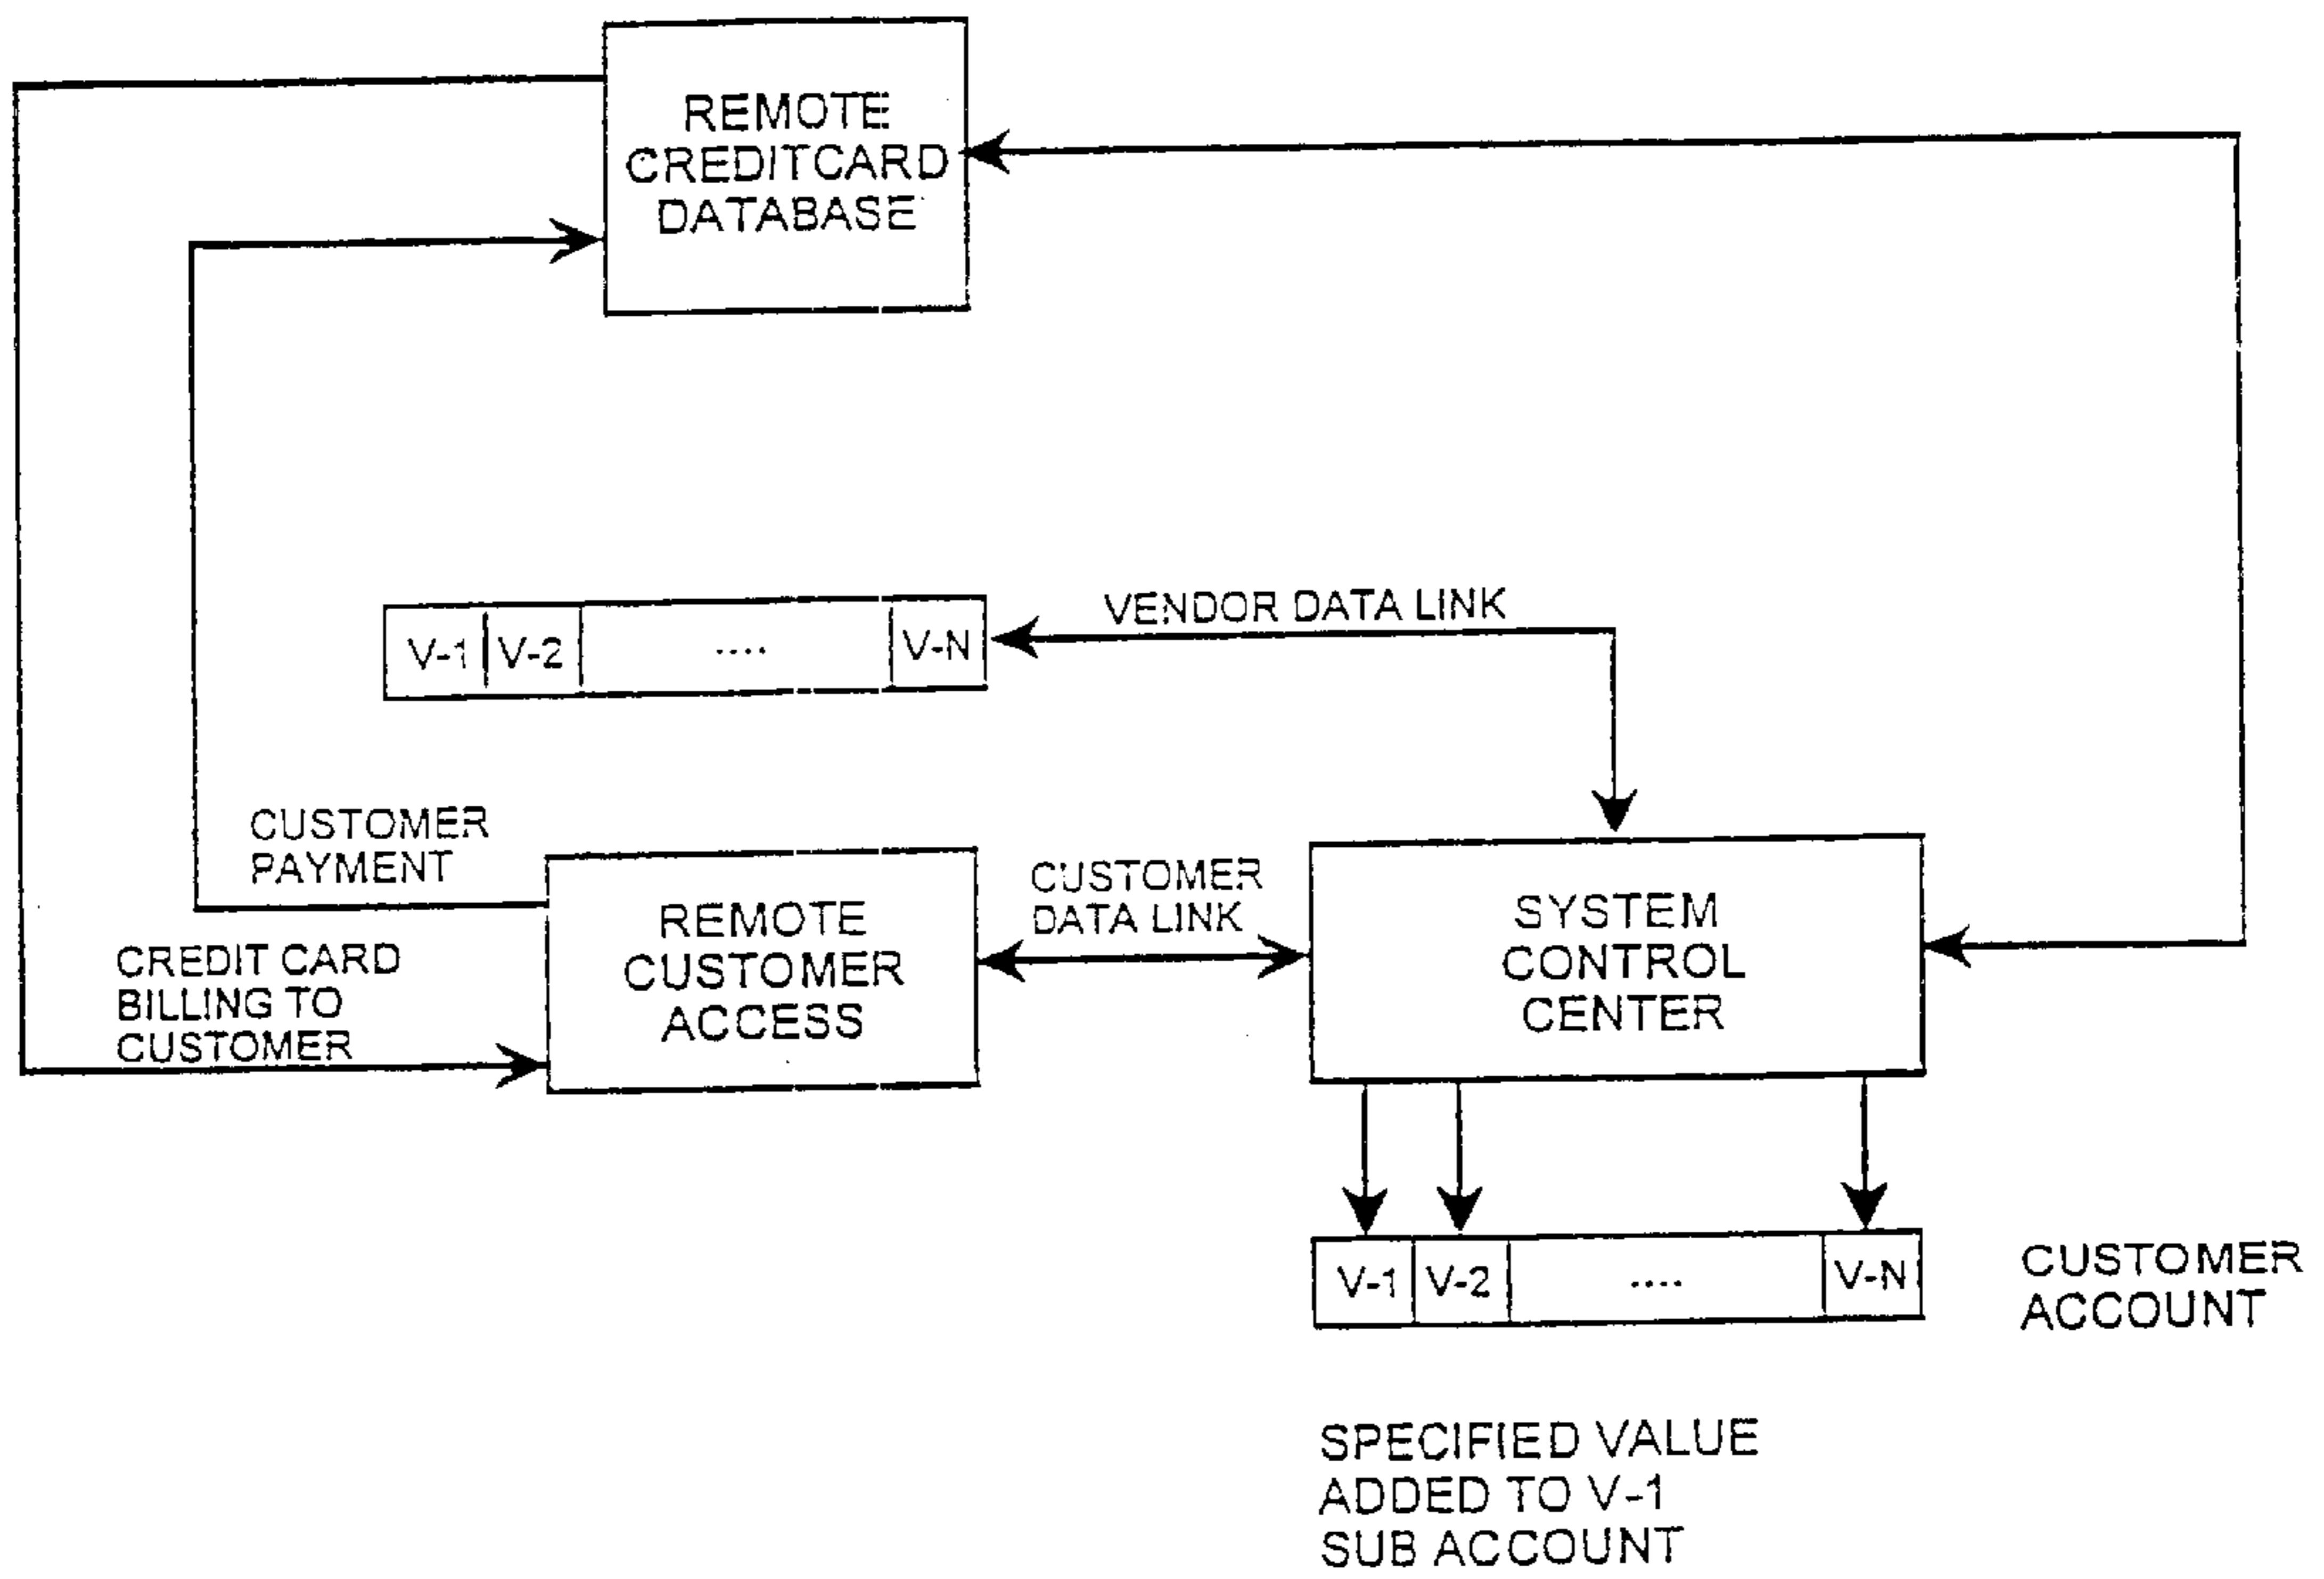 REMOTE
CREDITCARD
DATABASE
VENDOR DATA LINK
V-1 V-2 .... V-N
CUSTOMER
PAYMENT
CREDIT CARD
BILLING TO
CUSTOMER
REMOTE
CUSTOMER
ACCESS
CUSTOMER
DATA LINK
SYSTEM
CONTROL
CENTER
V-1 V-2 .... V-N
CUSTOMER
ACCOUNT
SPECIFIED VALUE
ADDED TO V-1
SUB ACCOUNT